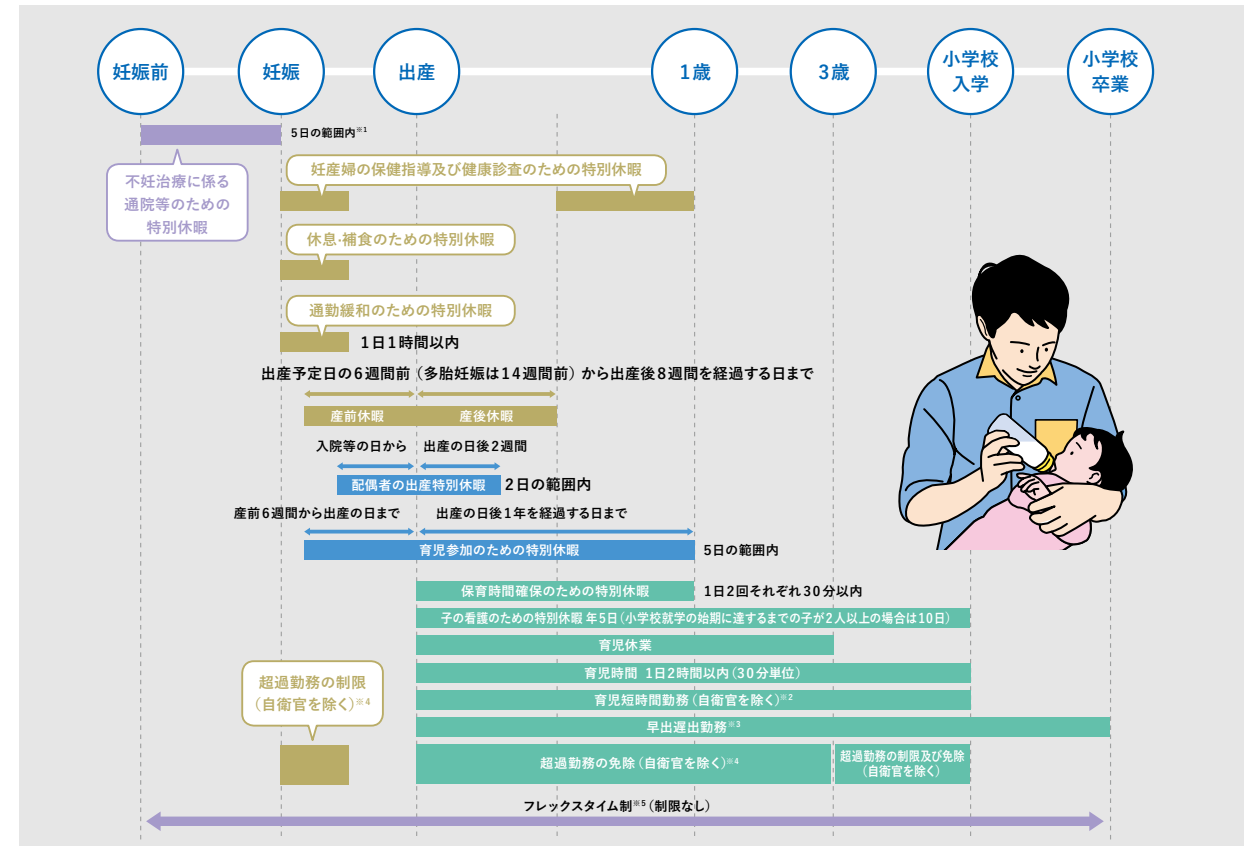 妊娠前
妊娠
出産
1歳
3歳
小学校
入学
小学校
卒業
5日の範囲内※1
不妊治療に係る
通院等のための
特別休暇
妊産婦の保健指導及び健康診査のための特別休暇
休息·補食のための特別休暇
通勤緩和のための特別休暇
1日1時間以内
出産予定日の6週間前(多胎妊娠は14週間前)から出産後8週間を経過する日まで
産前休暇
産後休暇
入院等の日から
出産の日後2週間
配偶者の出産特別休暇
2日の範囲内
産前6週間から出産の日まで
出産の日後1年を経過する日まで
育児参加のための特別休暇
5日の範囲内
保育時間確保のための特別休暇
1日2回それぞれ30分以内
子の看護のための特別休暇 年5日(小学校就学の始期に達するまでの子が2人以上の場合は10日)
育児休業
育児時間 1日2時間以内(30分単位)
育児短時間勤務(自衛官を除く)※2
早出遅出勤務※3
超過勤務の制限
(自衛官を除く)※4
超過勤務の免除(自衛官を除く)※4
超過勤務の制限及び免除
(自衛官を除く)
フレックスタイム制※5(制限なし)